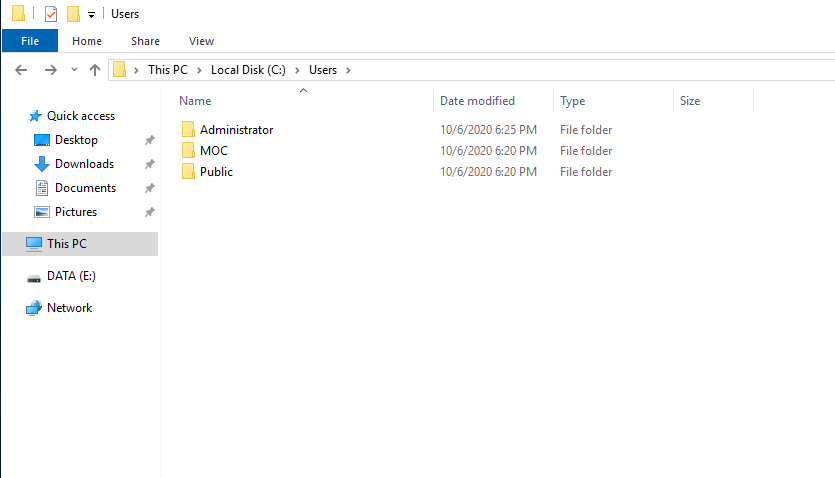 Users
File Home Share View
This PC Local Disk (C:) Users
Name Date modified Type Size
Quick access
Desktop
Downloads
Documents
Pictures
This PC
DATA (E:)
Network
Administrator 10/6/2020 6:25 PM File folder
MOC 10/6/2020 6:20 PM File folder
Public 10/6/2020 6:20 PM File folder